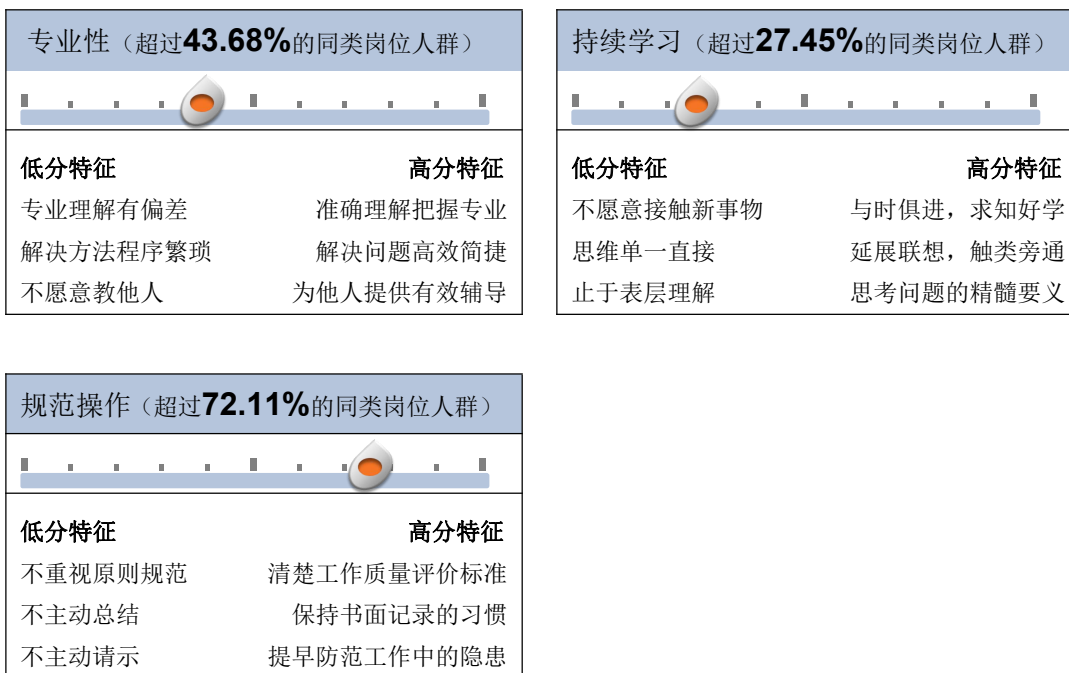 专业性（超过43.68%的同类岗位人群）
低分特征 高分特征
专业理解有偏差 准确理解把握专业
解决方法程序繁琐 解决问题高效简捷
不愿意教他人 为他人提供有效辅导
持续学习（超过27.45%的同类岗位人群）
低分特征 高分特征
不愿意接触新事物 与时俱进，求知好学
思维单一直接 延展联想，触类旁通
止于表层理解 思考问题的精髓要义
规范操作（超过72.11%的同类岗位人群）
低分特征 高分特征
不重视原则规范 清楚工作质量评价标准
不主动总结 保持书面记录的习惯
不主动请示 提早防范工作中的隐患